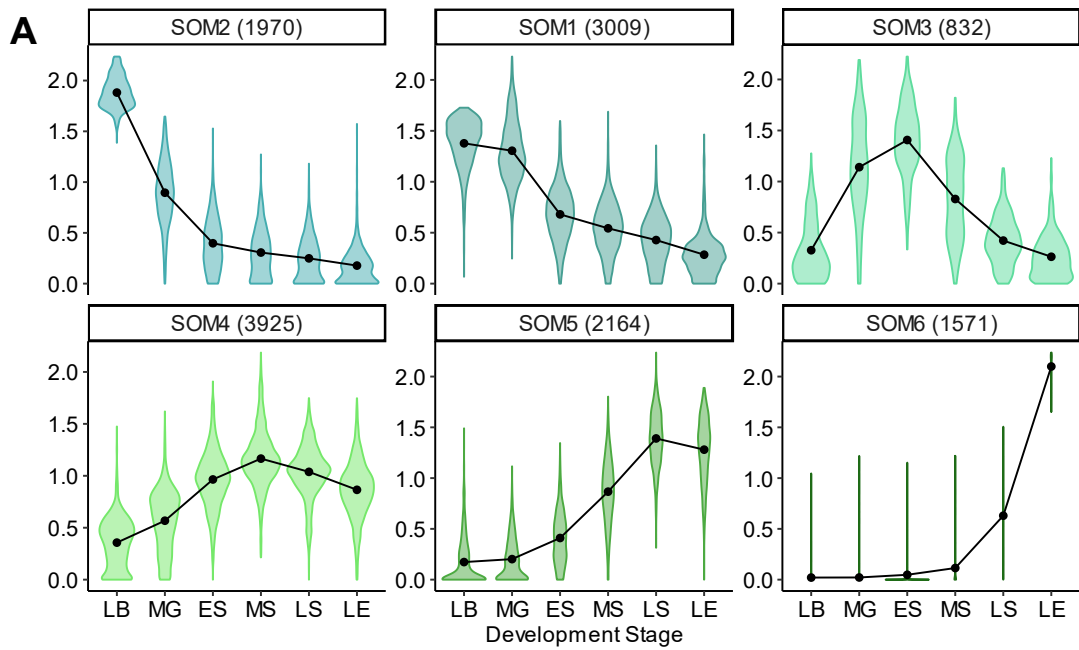 A
SOM2 (1970)
SOM1 (3009)
SOM3 (832)
2.0
1.5
1.0
0.5
0.0
2.0
1.5
1.0
0.5
0.0
2.0
1.5
1.0
0.5
0.0
SOM4 (3925)
SOM5 (2164)
SOM6 (1571)
2.0
1.5
1.0
0.5
0.0
2.0
1.5
1.0
0.5
0.0
2.0
1.5
1.0
0.5
0.0
LB MG ES MS LS LE
LB MG ES MS LS LE
LB MG ES MS LS LE
Development Stage